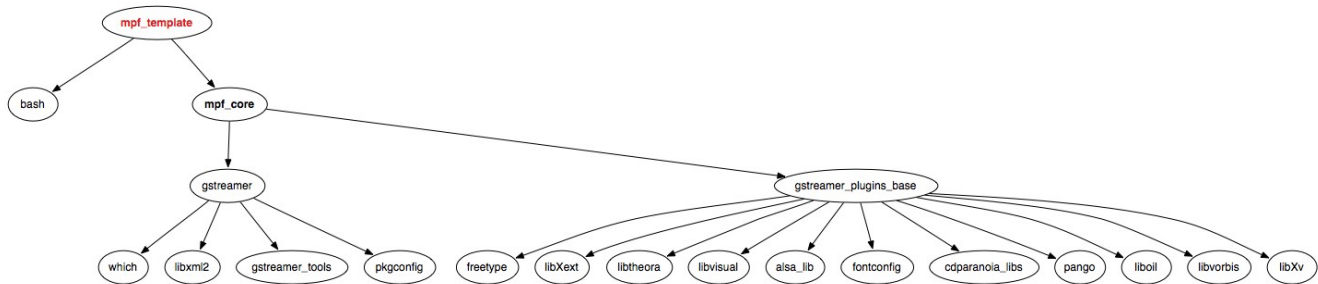 mpf_template
bash
mpf_core
gstreamer
gstreamer_plugins_base
which
libxml2
gstreamer_tools
pkgconfig
freetype
libXext
libtheora
libvisual
alsa_lib
fontconfig
cdparanoia_libs
pango
liboil
libvorbis
libXv